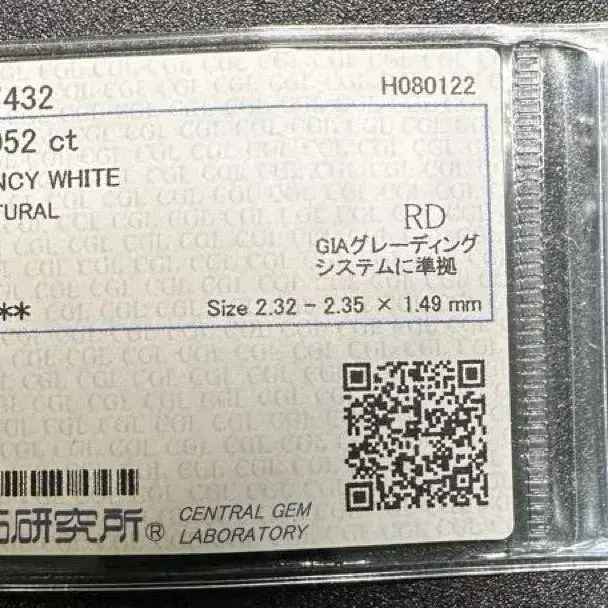 7432
H080122
052 ct
NCY WHITE
TURAL
RD
GIAグレーディング
システムに準拠
**
Size 2.32 - 2.35 × 1.49 mm
石研究所®
CENTRAL GEM
LABORATORY